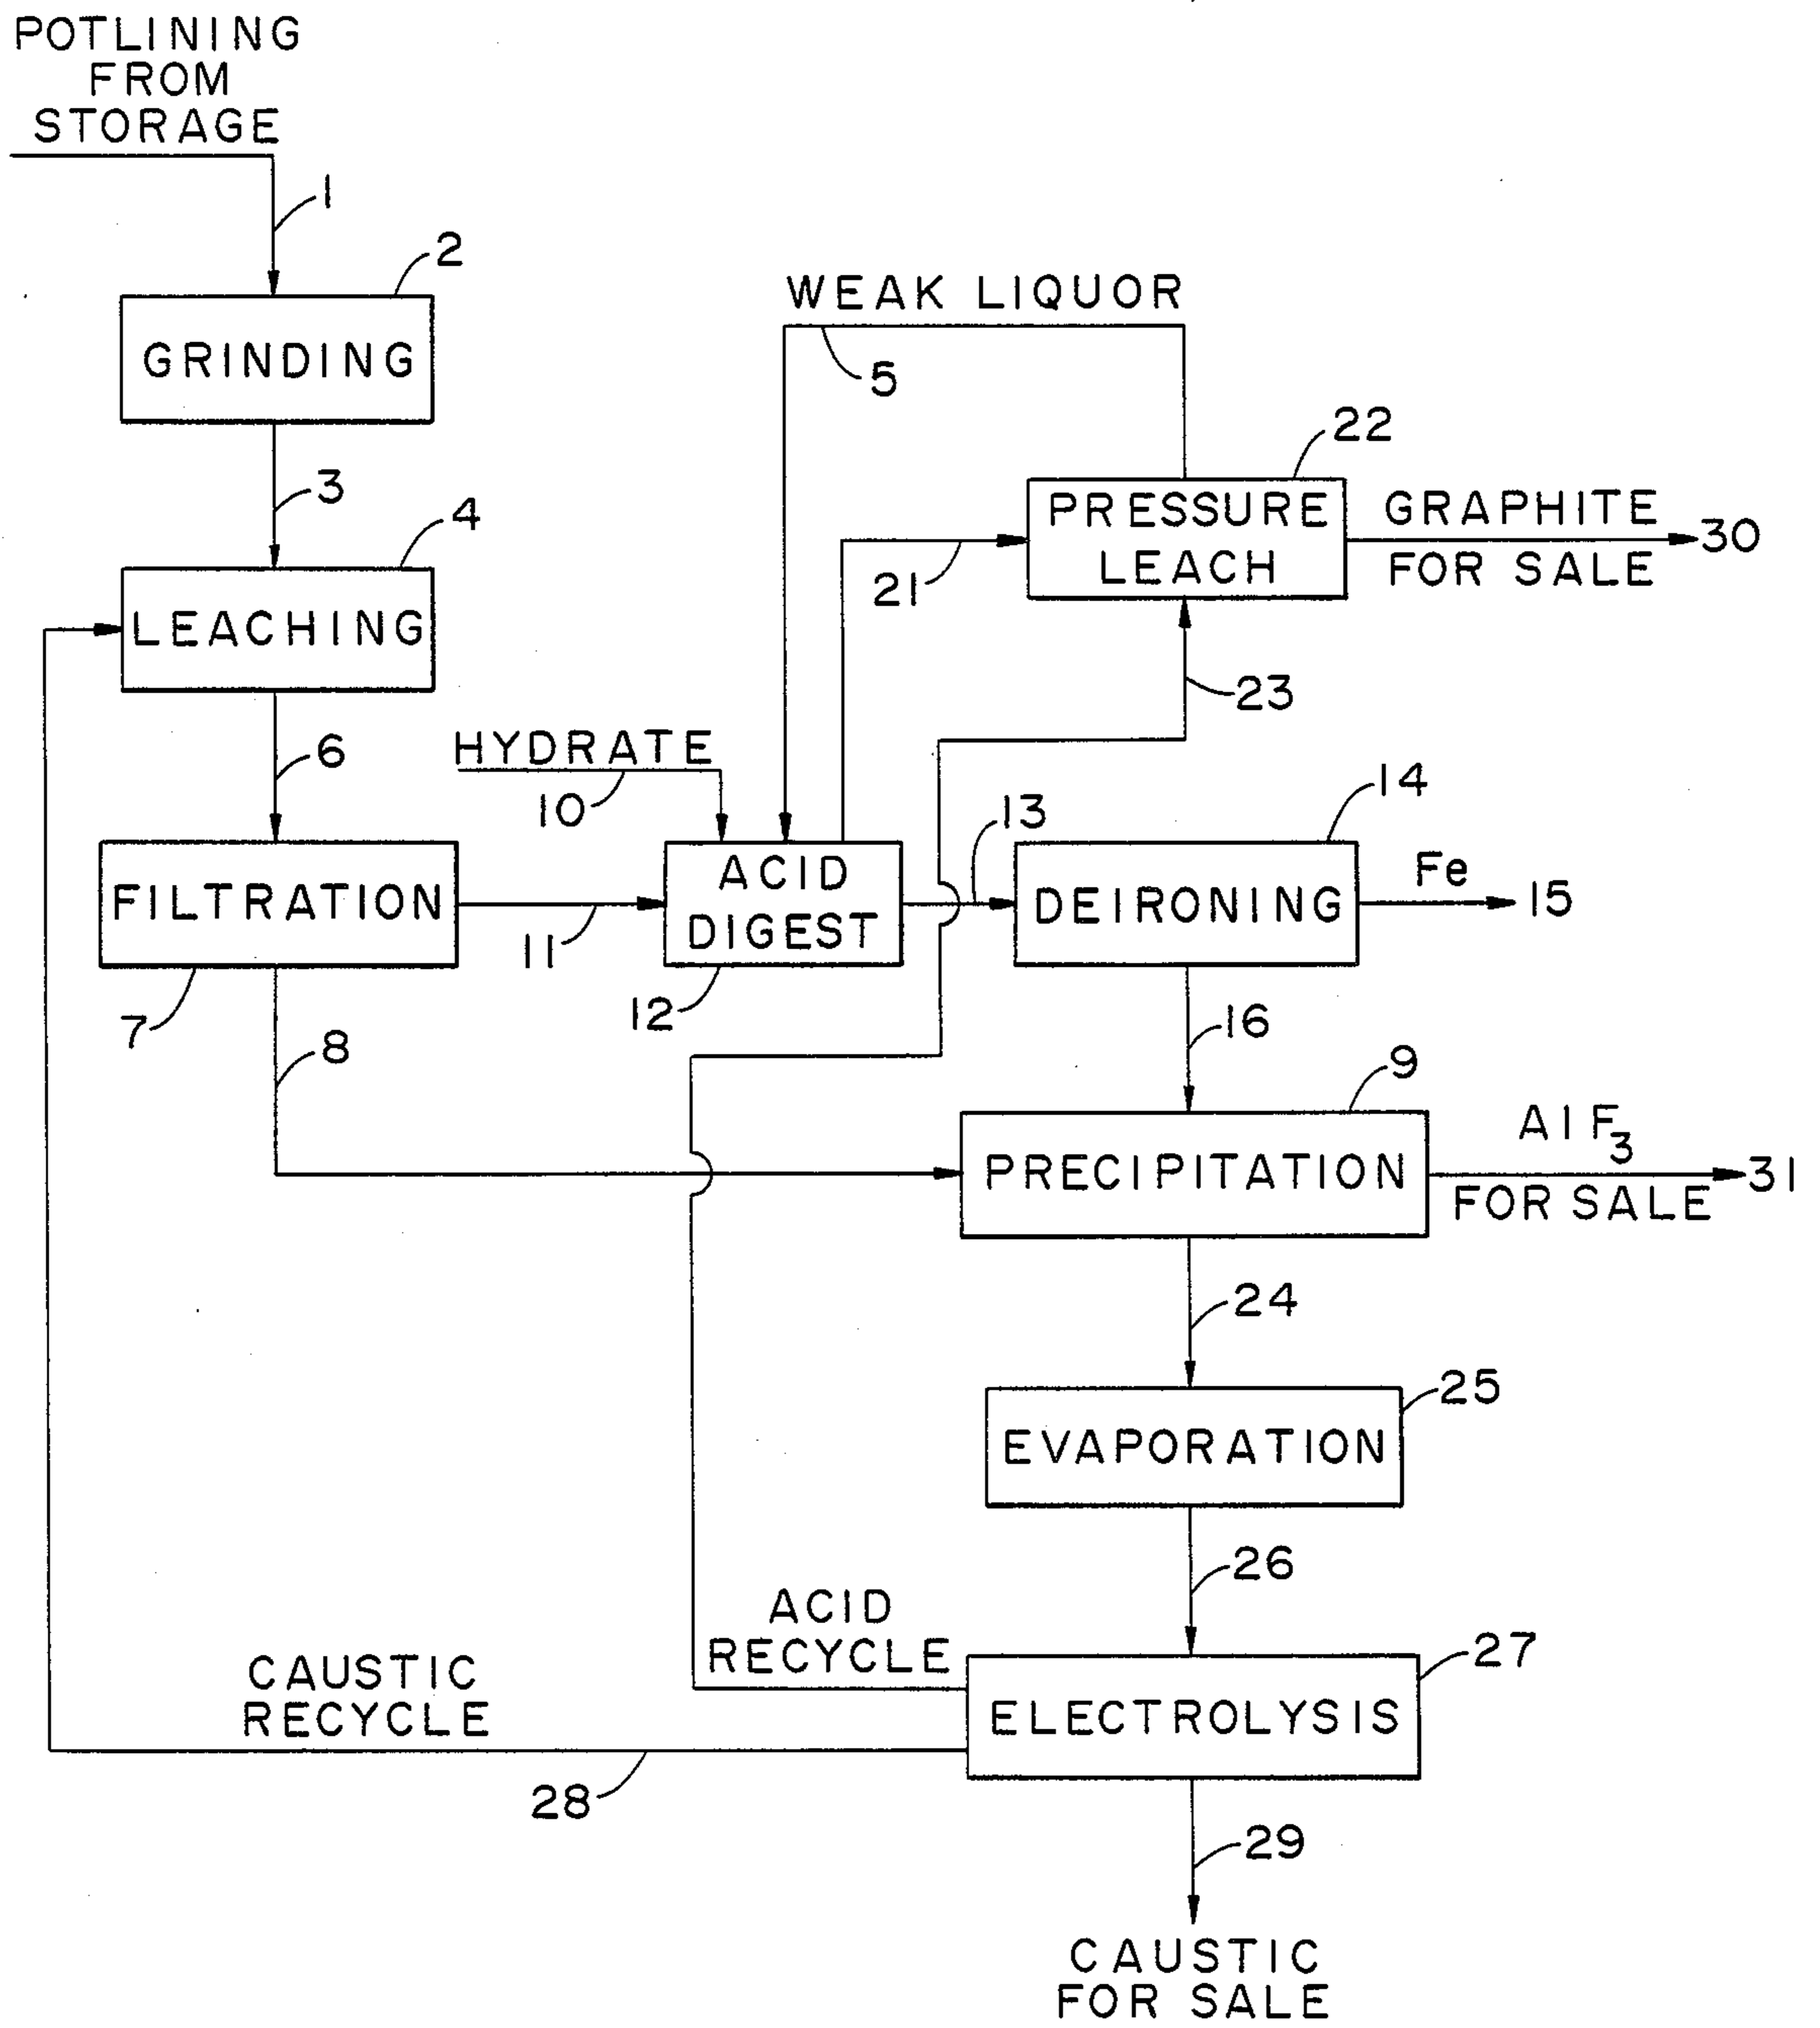 POTLINING
FROM
STORAGE
1
2
GRINDING
WEAK LIQUOR
5
3
22
4
PRESSURE
LEACH
GRAPHITE
FOR SALE
30
21
LEACHING
23
6
HYDRATE
10
13
14
FILTRATION
ACID
DIGEST
DEIRONING
Fe
15
11
7
12
8
16
9
PRECIPITATION
AlF3
FOR SALE
31
24
25
EVAPORATION
26
ACID
RECYCLE
27
CAUSTIC
RECYCLE
ELECTROLYSIS
28
29
CAUSTIC
FOR SALE